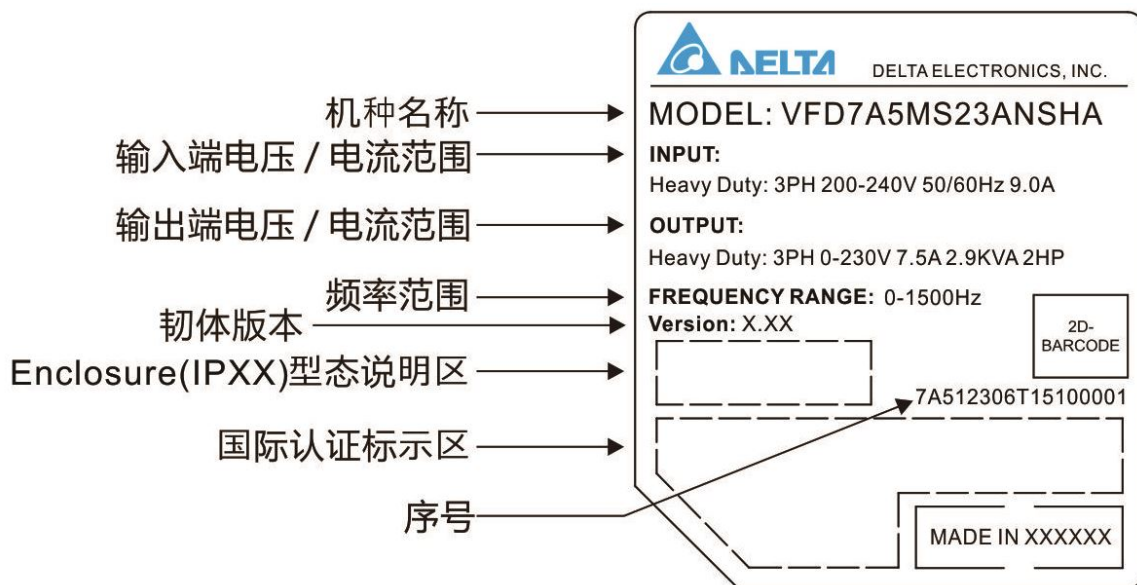 DELTA
DELTA ELECTRONICS, INC.
机种名称
MODEL: VFD7A5MS23ANSHA
输入端电压 / 电流范围
INPUT:
Heavy Duty: 3PH 200-240V 50/60Hz 9.0A
输出端电压 / 电流范围
OUTPUT:
Heavy Duty: 3PH 0-230V 7.5A 2.9KVA 2HP
频率范围
FREQUENCY RANGE: 0-1500Hz
韧体版本
Version: X.XX
2D-
BARCODE
Enclosure(IPXX)型态说明区
7A512306T15100001
国际认证标示区
序号
MADE IN XXXXXX